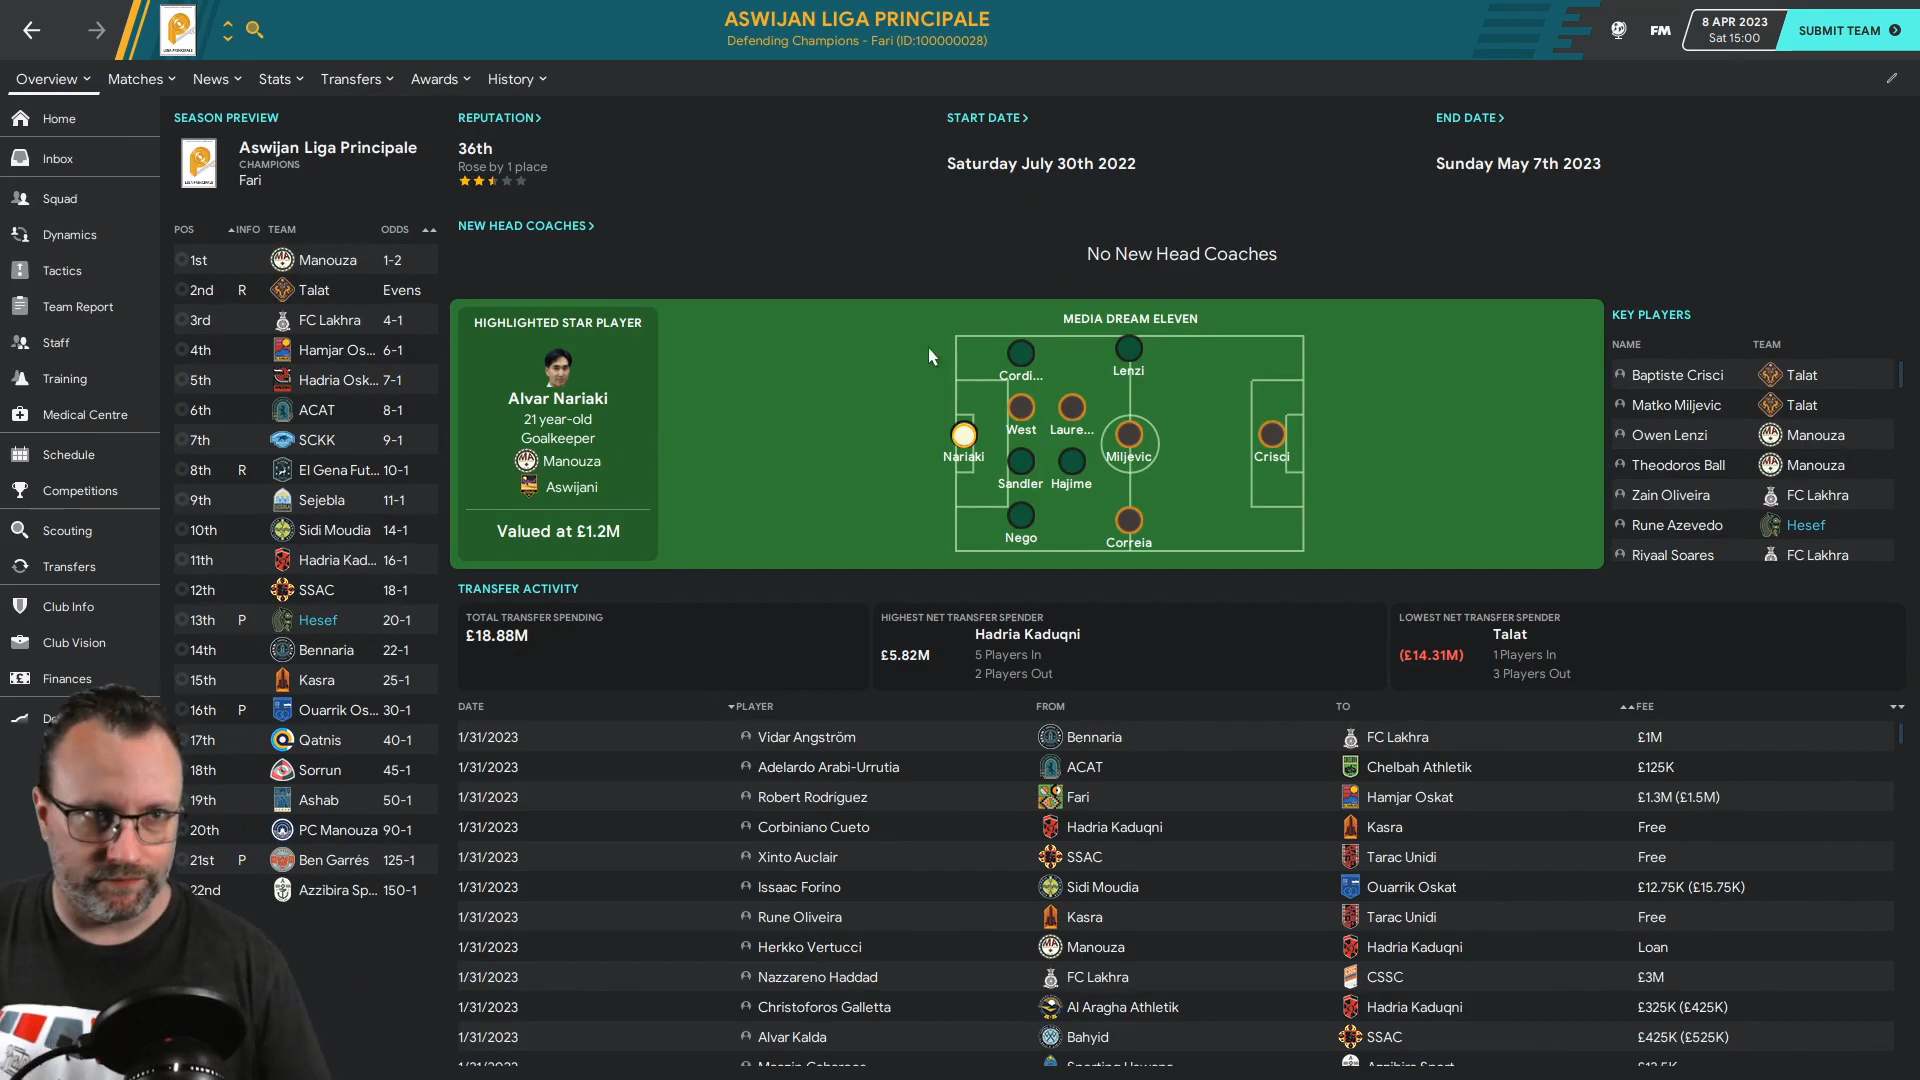 ASWIJAN LIGA PRINCIPALE
Defending Champions - Fari (ID:100000028)
FM
8 APR 2023
Sat 15:00
SUBMIT TEAM
Overview
Matches
News
Stats
Transfers
Awards
History
Home
Inbox
Squad
Dynamics
Tactics
Team Report
Staff
Training
Medical Centre
Schedule
Competitions
Scouting
Transfers
Club Info
Club Vision
Finances
SEASON PREVIEW
Aswijan Liga Principale
CHAMPIONS
Fari
POS INFO TEAM ODDS
1st Manouza 1-2
2nd R Talat Evens
3rd FC Lakhra 4-1
4th Hamjar Os... 6-1
5th Hadria Osk... 7-1
6th ACAT 8-1
7th SCKK 9-1
8th R El Gena Fut... 10-1
9th Sejebla 11-1
10th Sidi Moudia 14-1
11th Hadria Kad... 16-1
12th SSAC 18-1
13th P Hesef 20-1
14th Bennaria 22-1
15th Kasra 25-1
16th P Ouarrik Os... 30-1
17th Qatnis 40-1
18th Sorrun 45-1
19th Ashab 50-1
20th PC Manouza 90-1
21st P Ben Garrés 125-1
22nd Azzibira Sp... 150-1
REPUTATION
36th
Rose by 1 place
START DATE
Saturday July 30th 2022
END DATE
Sunday May 7th 2023
NEW HEAD COACHES
No New Head Coaches
HIGHLIGHTED STAR PLAYER
Alvar Nariaki
21 year-old
Goalkeeper
Manouza
Aswijani
Valued at £1.2M
MEDIA DREAM ELEVEN
Cordi...
Lenzi
West
Laure...
Nariaki
Miljevic
Crisci
Sandler
Hajime
Nego
Correia
KEY PLAYERS
NAME TEAM
Baptiste Crisci Talat
Matko Miljevic Talat
Owen Lenzi Manouza
Theodoros Ball Manouza
Zain Oliveira FC Lakhra
Rune Azevedo Hesef
Riyaal Soares FC Lakhra
TRANSFER ACTIVITY
TOTAL TRANSFER SPENDING
£18.88M
HIGHEST NET TRANSFER SPENDER
Hadria Kaduqni
£5.82M
5 Players In
2 Players Out
LOWEST NET TRANSFER SPENDER
Talat
(£14.31M)
1 Players In
3 Players Out
DATE PLAYER FROM TO FEE
1/31/2023 Vidar Angström Bennaria FC Lakhra £1M
1/31/2023 Adelardo Arabi-Urrutia ACAT Chelbah Athletik £125K
1/31/2023 Robert Rodríguez Fari Hamjar Oskat £1.3M (£1.5M)
1/31/2023 Corbiniano Cueto Hadria Kaduqni Kasra Free
1/31/2023 Xinto Auclair SSAC Tarac Unidi Free
1/31/2023 Issaac Forino Sidi Moudia Ouarrik Oskat £12.75K (£15.75K)
1/31/2023 Rune Oliveira Kasra Tarac Unidi Free
1/31/2023 Herkko Vertucci Manouza Hadria Kaduqni Loan
1/31/2023 Nazzareno Haddad FC Lakhra CSSC £3M
1/31/2023 Christoforos Galletta Al Aragha Athletik Hadria Kaduqni £325K (£425K)
1/31/2023 Alvar Kalda Bahyid SSAC £425K (£525K)